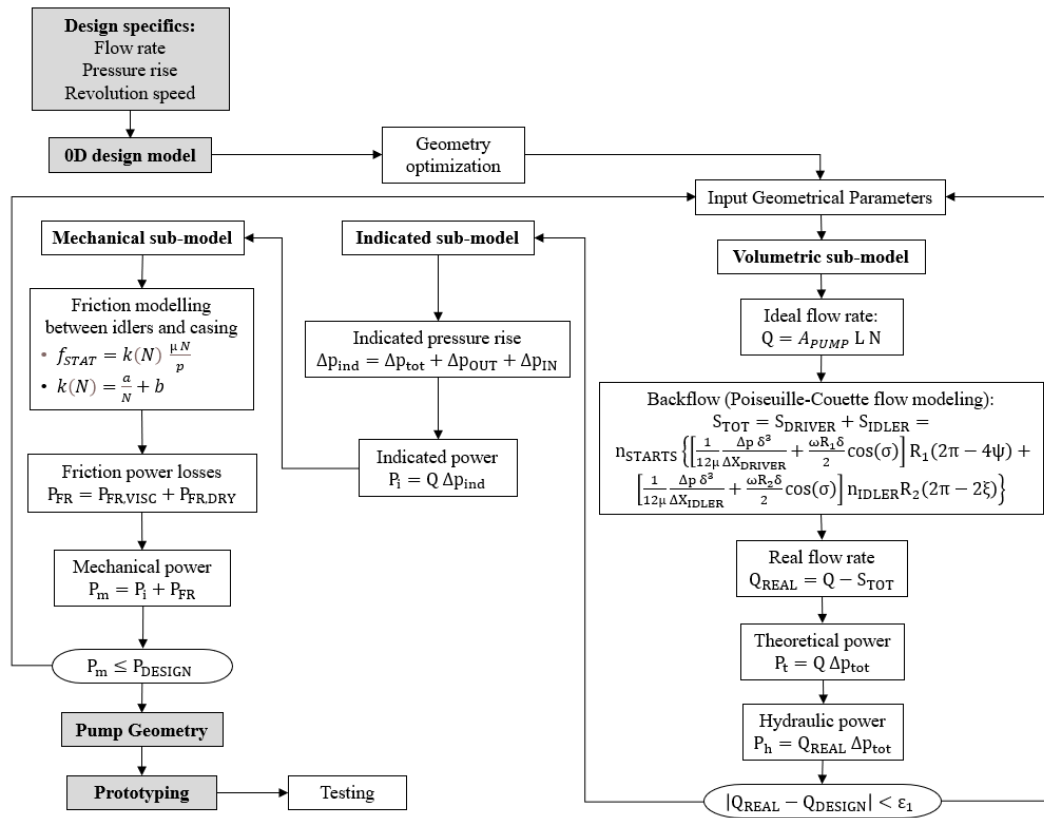 Design specifics:
Flow rate
Pressure rise
Revolution speed
0D design model
Geometry
optimization
Input Geometrical Parameters
Mechanical sub-model
Indicated sub-model
Volumetric sub-model
Friction modelling
between idlers and casing
• f_STAT = k(N) μ N / p
• k(N) = a/N + b
Friction power losses
P_FR = P_FR,VISC + P_FR,DRY
Mechanical power
P_m = P_i + P_FR
P_m ≤ P_DESIGN
Pump Geometry
Prototyping
Testing
Indicated pressure rise
Δp_ind = Δp_tot + Δp_OUT + Δp_IN
Indicated power
P_i = Q Δp_ind
Ideal flow rate:
Q = A_PUMP L N
Backflow (Poiseuille-Couette flow modeling):
S_TOT = S_DRIVER + S_IDLER =
n_STARTS {[1/12μ Δp δ³/ΔX_DRIVER + ωR₁δ/2 cos(σ)] R₁(2π − 4ψ) +
[1/12μ Δp δ³/ΔX_IDLER + ωR₂δ/2 cos(σ)] n_IDLER R₂(2π − 2ξ)}
Real flow rate
Q_REAL = Q − S_TOT
Theoretical power
P_t = Q Δp_tot
Hydraulic power
P_h = Q_REAL Δp_tot
|Q_REAL − Q_DESIGN| < ε₁